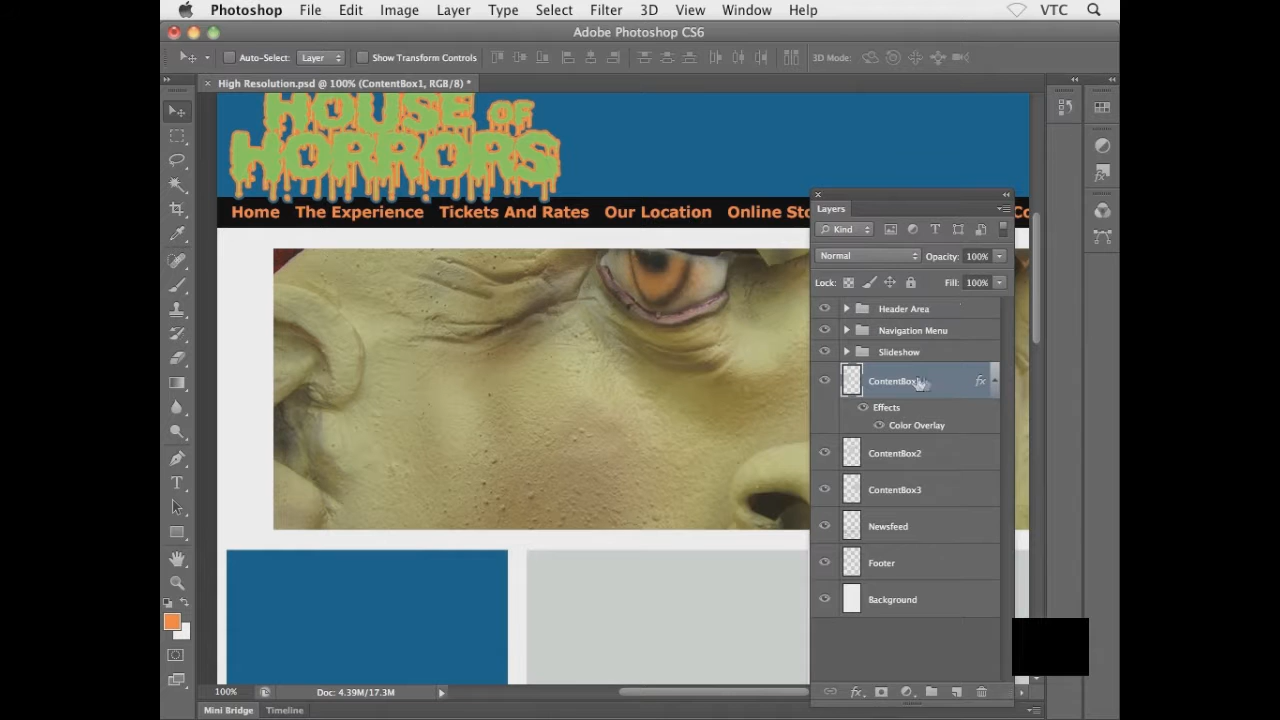 Photoshop File Edit Image Layer Type Select Filter 3D View Window Help VTC
Adobe Photoshop CS6
Auto-Select: Layer Show Transform Controls 3D Mode:
High Resolution.psd @ 100% (ContentBox1, RGB/8) *
HOUSE OF
HORRORS
Home The Experience Tickets And Rates Our Location Online Sto Co
Layers
Kind
Normal Opacity: 100%
Lock: Fill: 100%
Header Area
Navigation Menu
Slideshow
ContentBox1 fx
Effects
Color Overlay
ContentBox2
ContentBox3
Newsfeed
Footer
Background
fx
100% Doc: 4.39M/17.3M
Mini Bridge Timeline